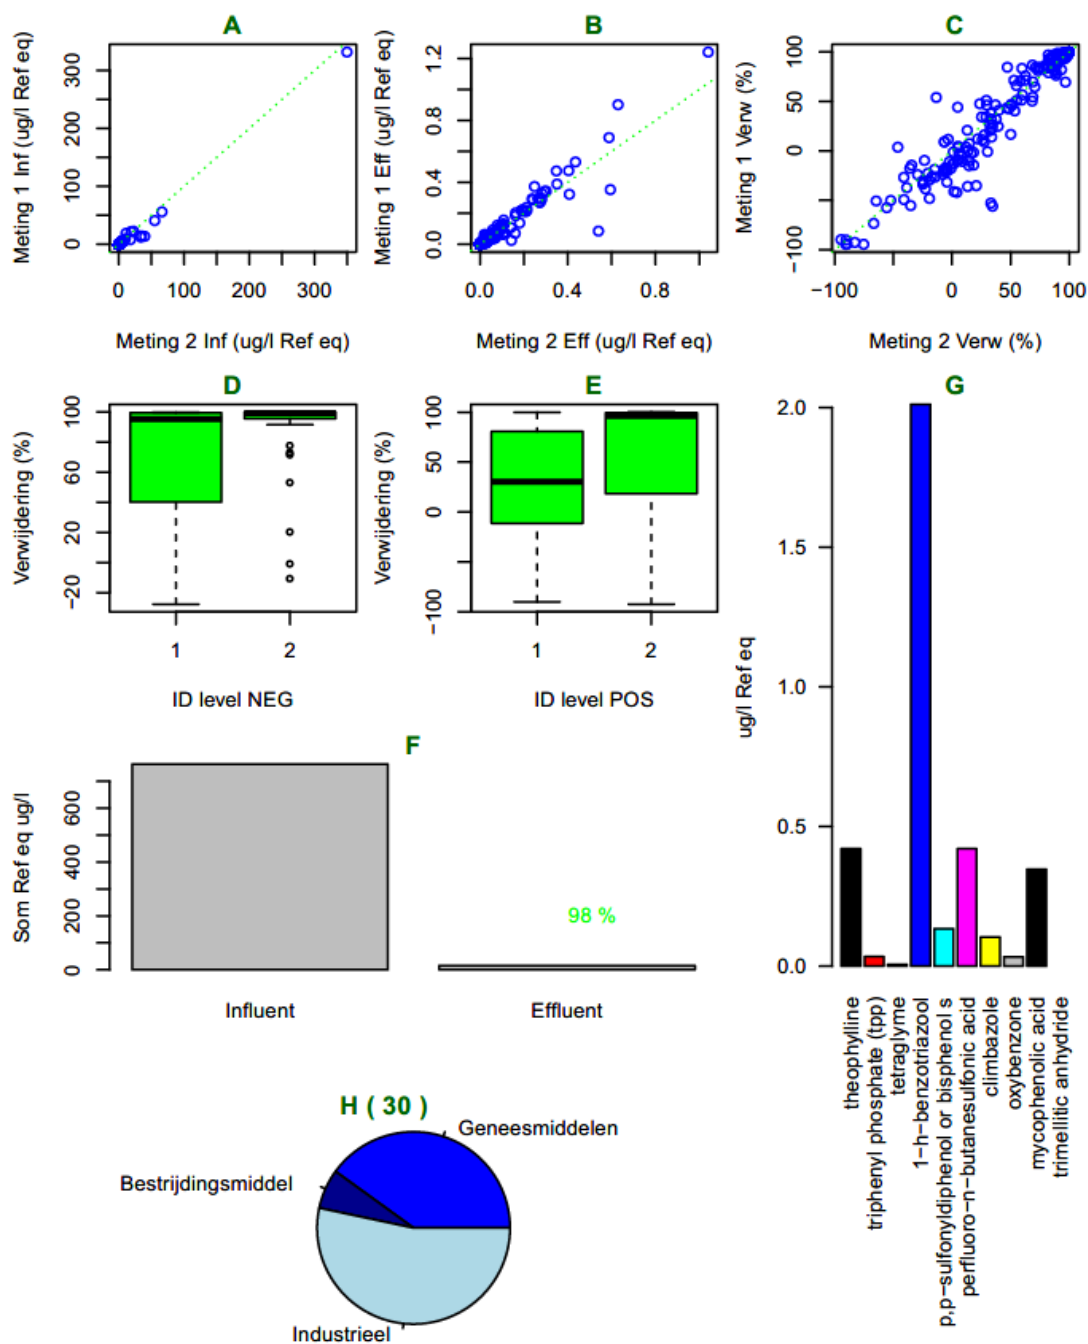 A
Meting 1 Inf (ug/l Ref eq)
0 100 200 300
0 100 200 300
Meting 2 Inf (ug/l Ref eq)
B
Meting 1 Eff (ug/l Ref eq)
0.0 0.4 0.8 1.2
0.0 0.4 0.8
Meting 2 Eff (ug/l Ref eq)
C
Meting 1 Verw (%)
−100 0 50 100
−100 0 50 100
Meting 2 Verw (%)
D
Verwijdering (%)
−20 20 60 100
1 2
ID level NEG
E
Verwijdering (%)
−100 0 50 100
1 2
ID level POS
F
Som Ref eq ug/l
0 200 400 600
98 %
Influent Effluent
G
ug/l Ref eq
2.0
1.5
1.0
0.5
0.0
theophylline
triphenyl phosphate (tpp)
tetraglyme
1−h−benzotriazool
p,p−sulfonyldiphenol or bisphenol s
perfluoro−n−butanesulfonic acid
climbazole
oxybenzone
mycophenolic acid
trimellitic anhydride
H ( 30 )
Geneesmiddelen
Bestrijdingsmiddel
Industrieel